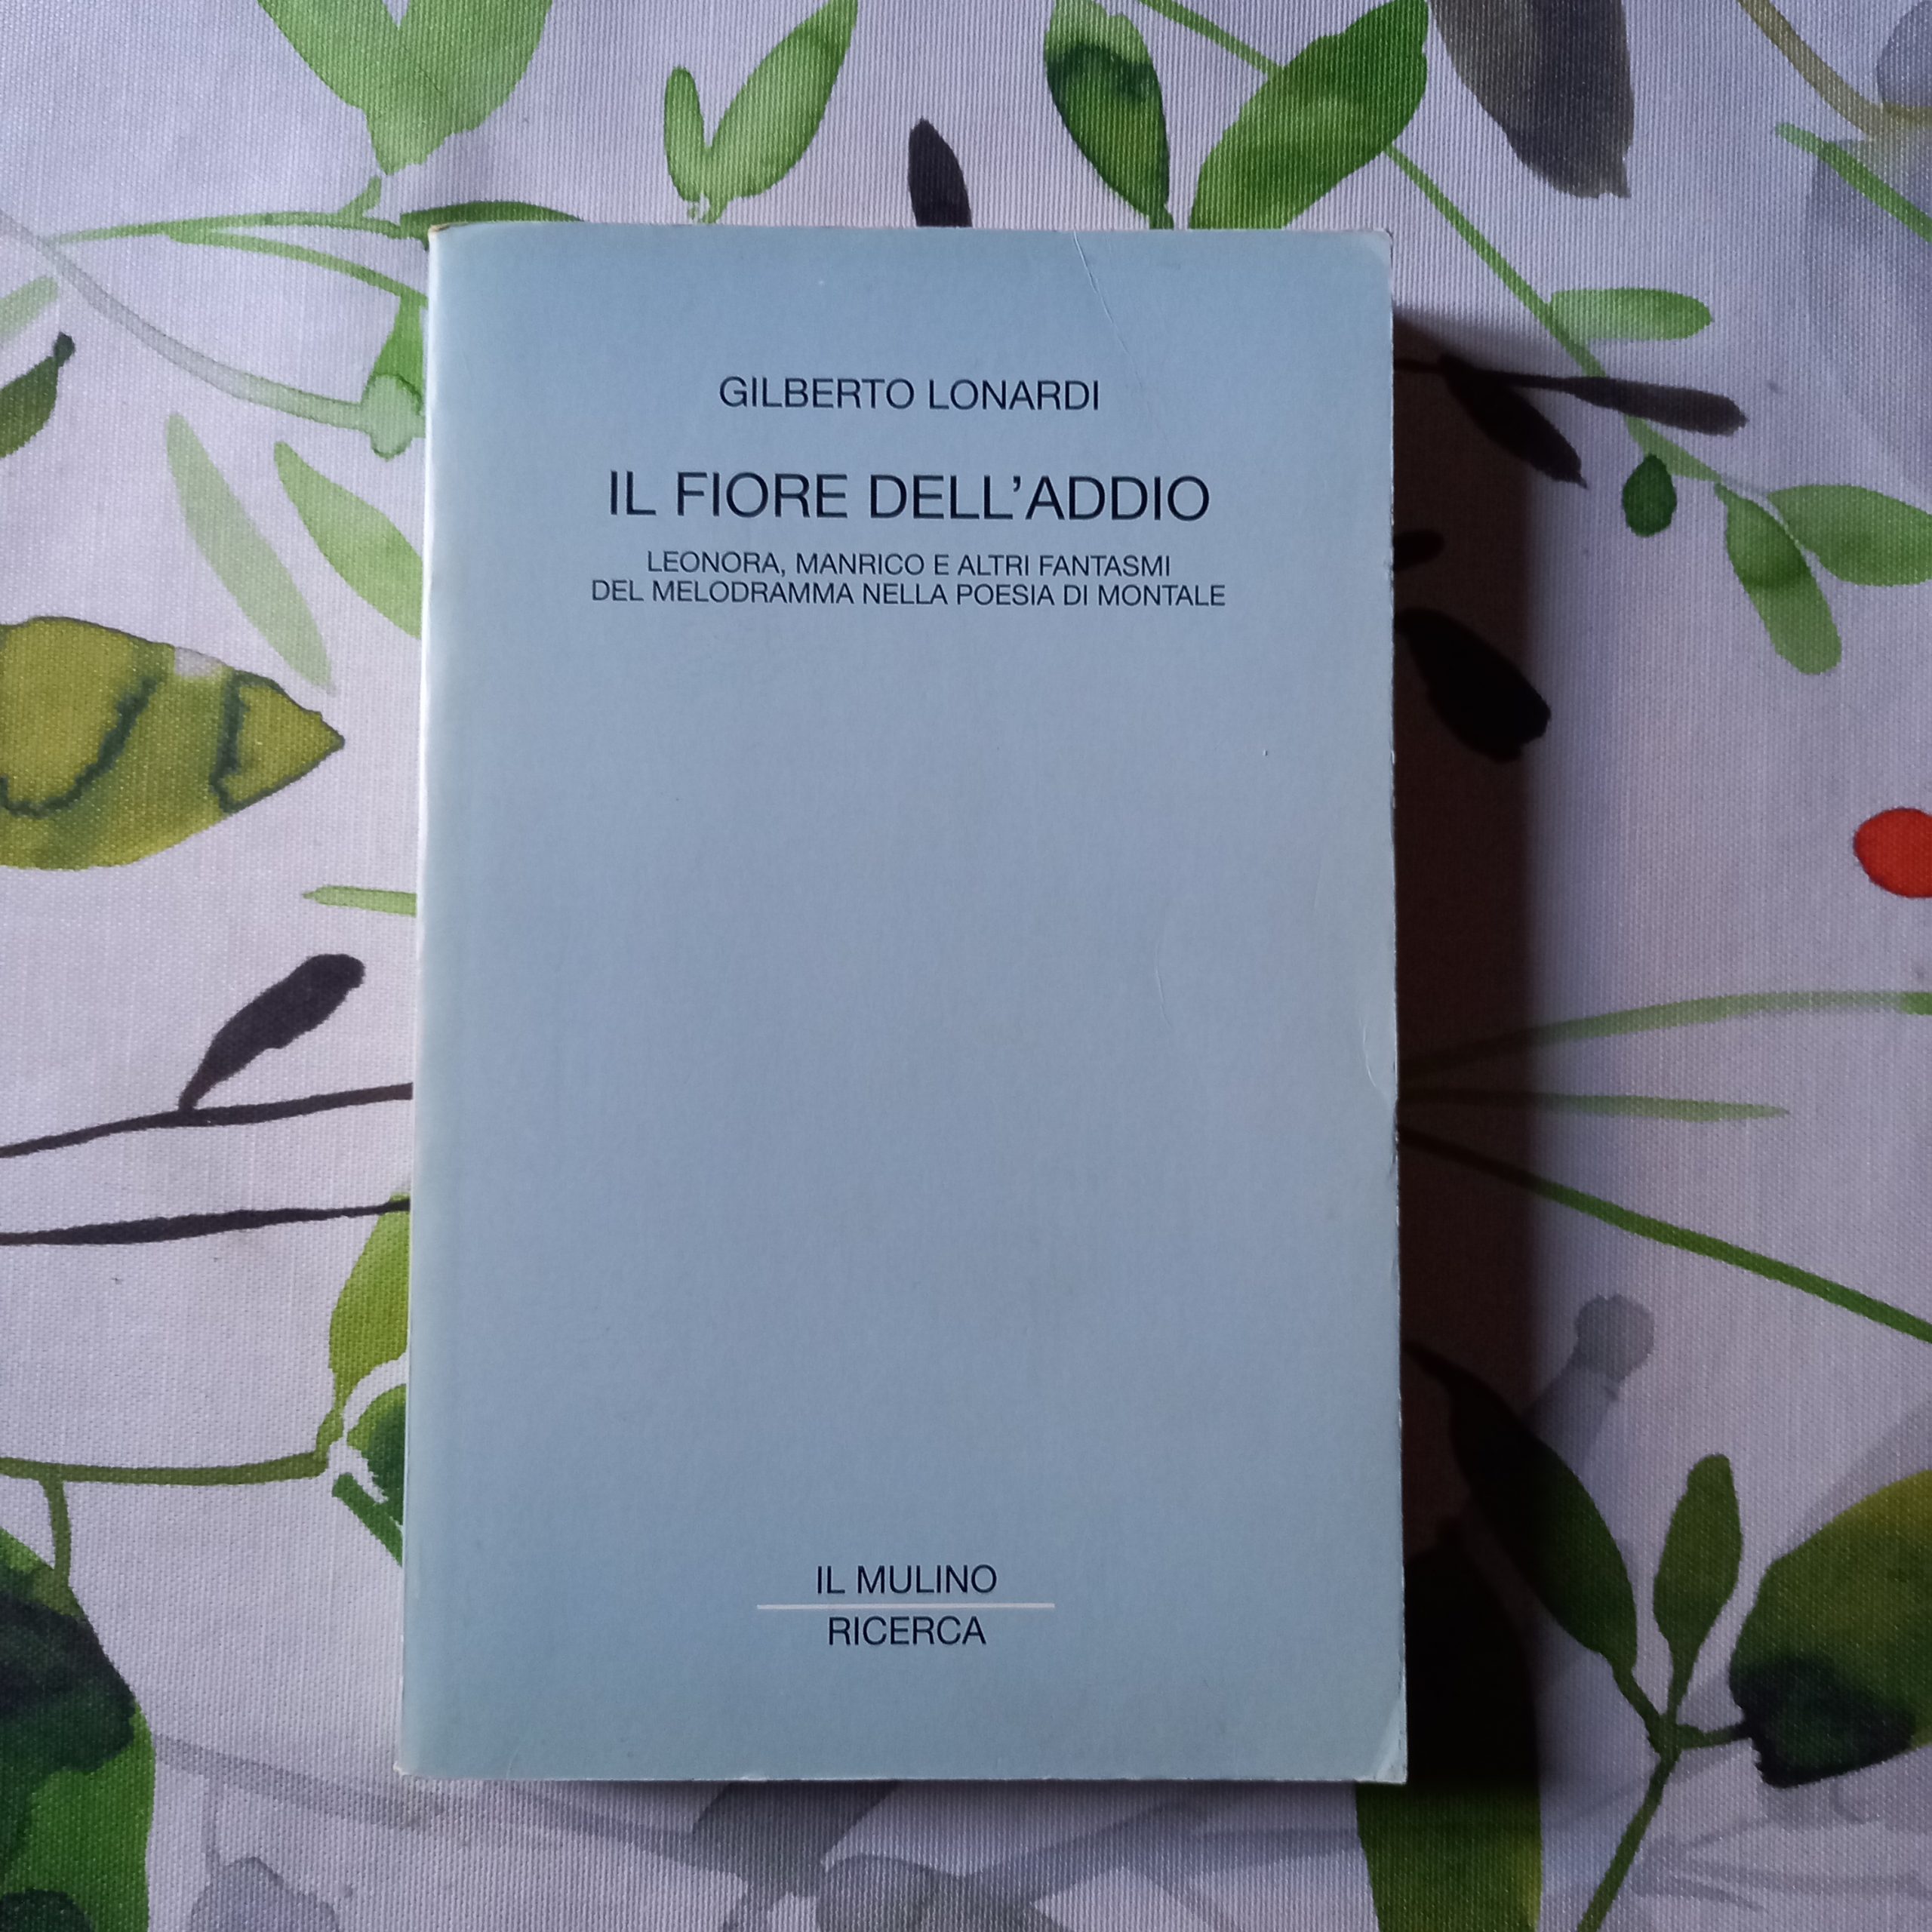 GILBERTO LONARDI
IL FIORE DELL'ADDIO
LEONORA, MANRICO E ALTRI FANTASMI
DEL MELODRAMMA NELLA POESIA DI MONTALE
IL MULINO
RICERCA